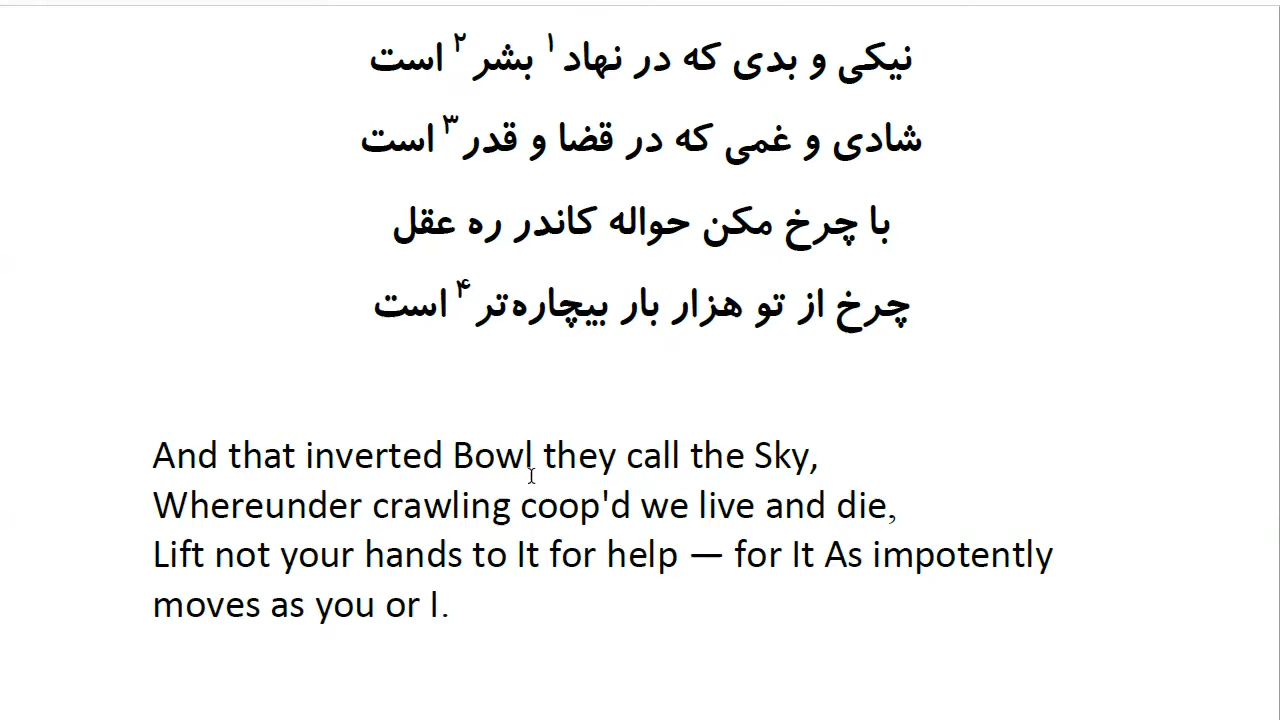 نیکی و بدی که در نهاد۱ بشر۲ است
شادی و غمی که در قضا و قدر۳ است
با چرخ مکن حواله کاندر ره عقل
چرخ از تو هزار بار بیچاره‌تر۴ است
And that inverted Bowl they call the Sky,
Whereunder crawling coop'd we live and die,
Lift not your hands to It for help — for It As impotently
moves as you or I.